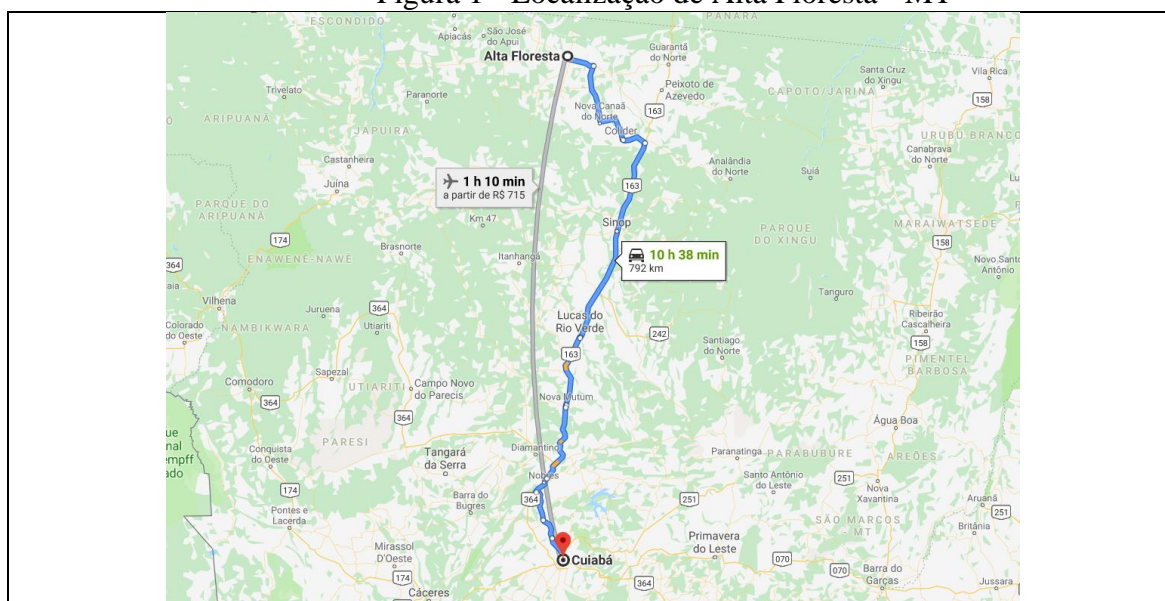 Figura 1 - Localização de Alta Floresta - MT
ESCONDIDO
São José
do Apui
Apiacás
PANARÁ
Guarantã
do Norte
Alta Floresta
Santa Cruz
do Xingu
Vila Rica
Trivelato
Paranorte
Peixoto de
Azevedo
CAPOTO/JARINA
158
Nova Canaã
do Norte
163
ARIPUANÃ
JAPUIRA
Colíder
URUBU BRANCO
Canabrava
do Norte
Castanheira
Analândia
do Norte
Suiá
1 h 10 min
a partir de R$ 715
163
Juina
PARQUE DO
ARIPUANÃ
Km 47
Sinop
PARQUE
DO XINGU
MARAIWATSEDE
174
Brasnorte
158
ENAWENÊ-NAWÊ
Itanhangá
10 h 38 min
792 km
Novo Santo
Antônio
364
Vilhena
Juruena
364
Utiariti
Tanguro
Lucas do
Rio Verde
Ribeirão
Cascalheira
Colorado
do Oeste
NAMBIKWARA
242
Santiago
do Norte
158
163
PIMENTEL
BARBOSA
Comodoro
Sapezal
UTIARITI
Campo Novo
do Parecis
364
Nova Mutum
364
Água Boa
PARESI
Diamantino
Conquista
do Oeste
Tangará
da Serra
Paranatinga
PARABUBURE
AREÕES
Nobres
251
Santo Antônio
do Leste
174
Barra do
Bugres
364
251
Nova
Xavantina
Aruanã
251
Pontes e
Lacerda
SÃO MARCOS
- MT
Britânia
Mirassol
D'Oeste
Cuiabá
Primavera
do Leste
070
070
Barra do
Garças
174
364
Jussara
Cáceres